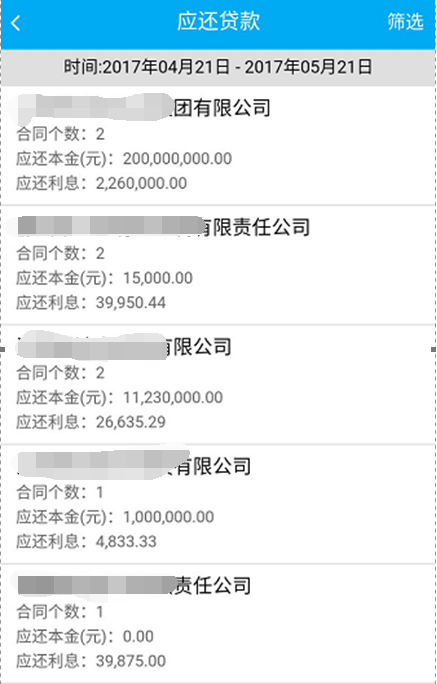 应还贷款
筛选
时间:2017年04月21日 - 2017年05月21日
团有限公司
合同个数：2
应还本金(元)：200,000,000.00
应还利息：2,260,000.00
有限责任公司
合同个数：2
应还本金(元)：15,000.00
应还利息：39,950.44
有限公司
合同个数：2
应还本金(元)：11,230,000.00
应还利息：26,635.29
有限公司
合同个数：1
应还本金(元)：1,000,000.00
应还利息：4,833.33
责任公司
合同个数：1
应还本金(元)：0.00
应还利息：39,875.00